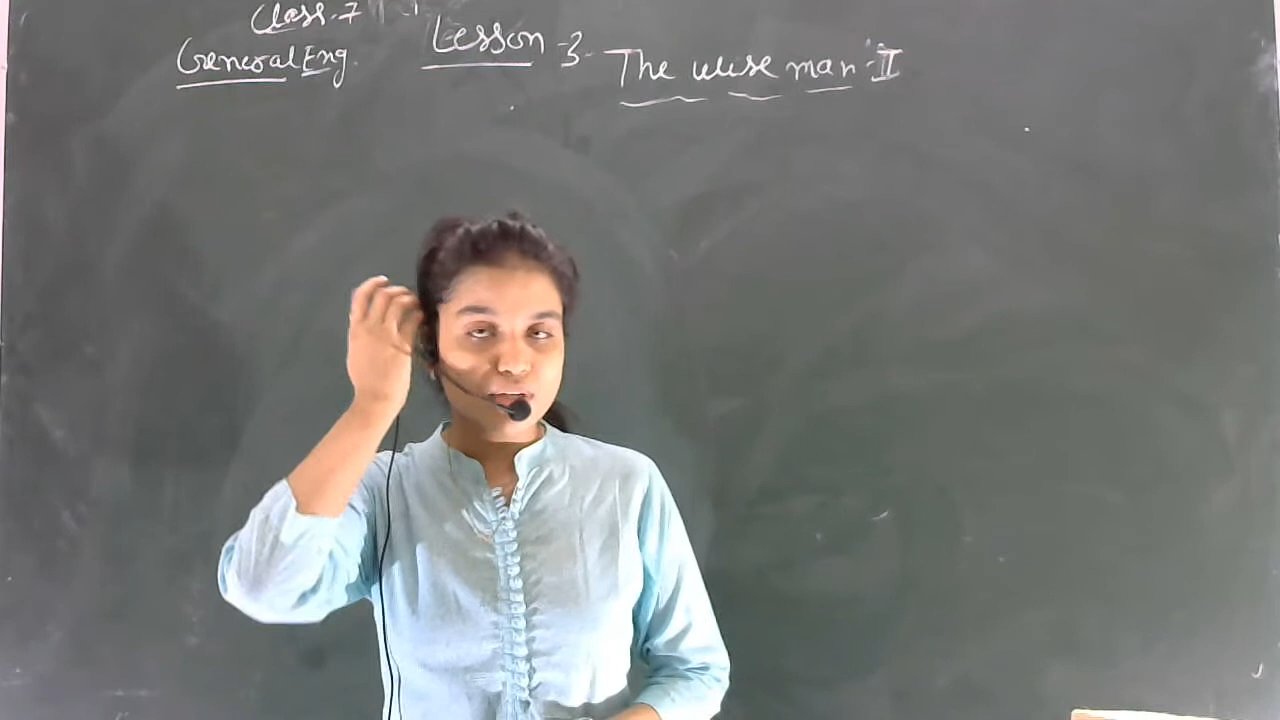 Class-7
General Eng.
Lesson-3- The wise man-II